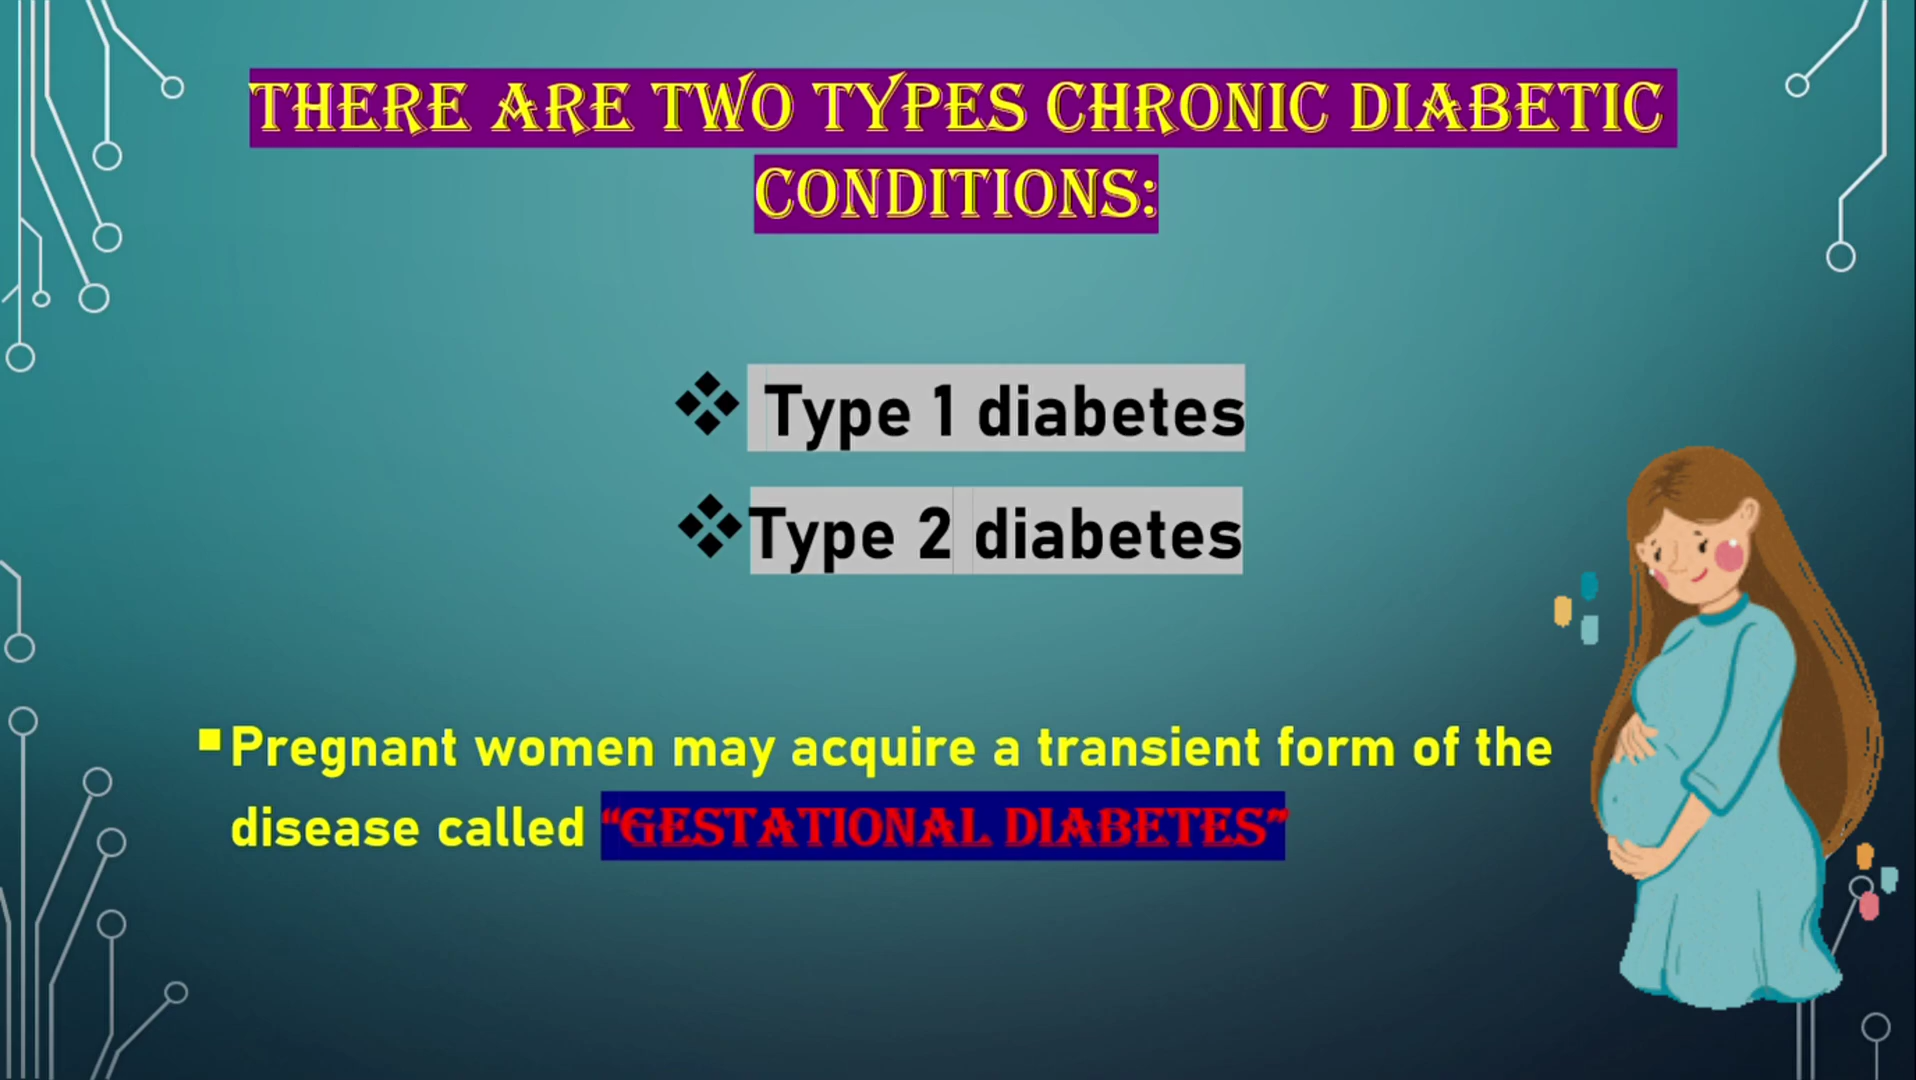 THERE ARE TWO TYPES CHRONIC DIABETIC
CONDITIONS:
Type 1 diabetes
Type 2 diabetes
Pregnant women may acquire a transient form of the
disease called “GESTATIONAL DIABETES”